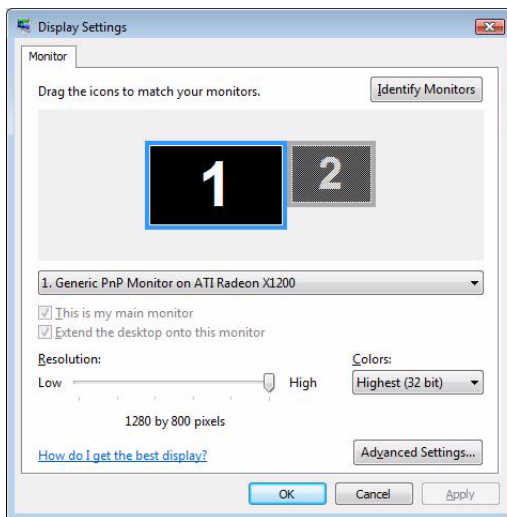 Display Settings
Monitor
Drag the icons to match your monitors.
Identify Monitors
1
2
1. Generic PnP Monitor on ATI Radeon X1200
This is my main monitor
Extend the desktop onto this monitor
Resolution:
Colors:
Low
High
Highest (32 bit)
1280 by 800 pixels
How do I get the best display?
Advanced Settings...
OK
Cancel
Apply